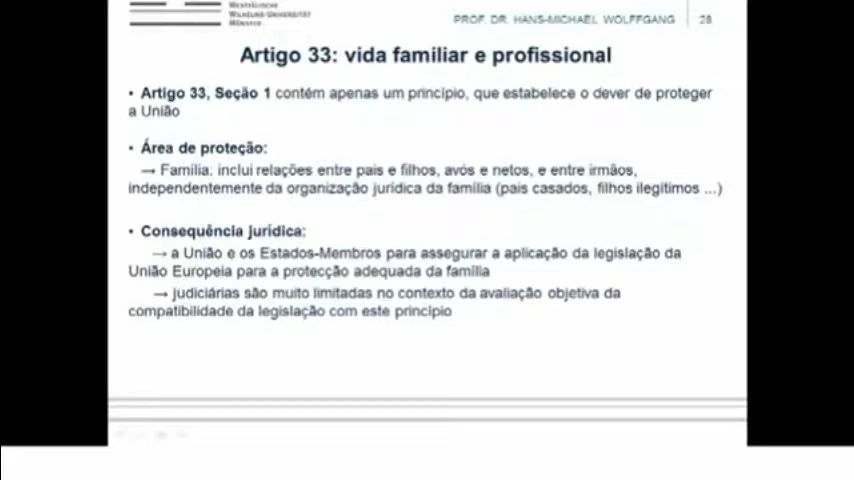 WESTFÄLISCHE
WILHELMS-UNIVERSITÄT
MÜNSTER
PROF. DR. HANS-MICHAEL WOLFFGANG 28
Artigo 33: vida familiar e profissional
• Artigo 33, Seção 1 contém apenas um princípio, que estabelece o dever de proteger
a União
• Área de proteção:
→ Família: inclui relações entre pais e filhos, avós e netos, e entre irmãos,
independentemente da organização jurídica da família (pais casados, filhos ilegítimos ...)
• Consequência jurídica:
→ a União e os Estados-Membros para assegurar a aplicação da legislação da
União Europeia para a protecção adequada da família
→ judiciárias são muito limitadas no contexto da avaliação objetiva da
compatibilidade da legislação com este princípio